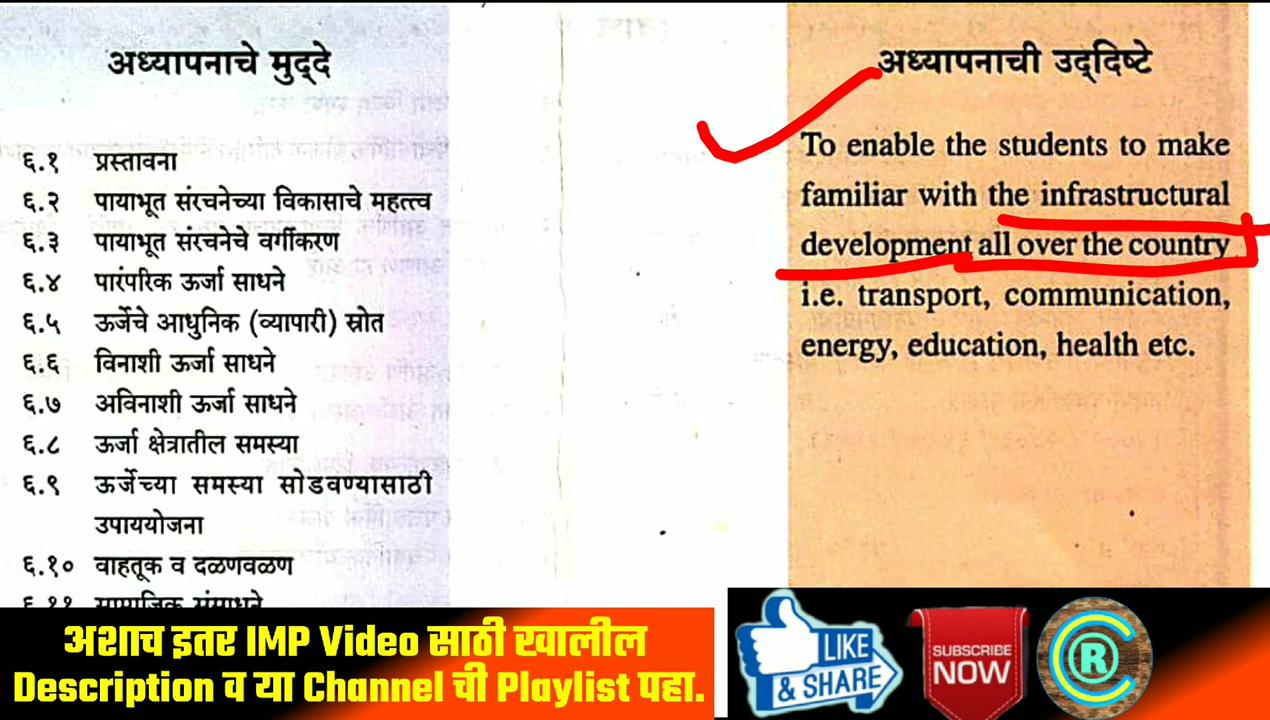 अध्यापनाचे मुद्दे
६.१ प्रस्तावना
६.२ पायाभूत संरचनेच्या विकासाचे महत्त्व
६.३ पायाभूत संरचनेचे वर्गीकरण
६.४ पारंपरिक ऊर्जा साधने
६.५ ऊर्जेचे आधुनिक (व्यापारी) स्रोत
६.६ विनाशी ऊर्जा साधने
६.७ अविनाशी ऊर्जा साधने
६.८ ऊर्जा क्षेत्रातील समस्या
६.९ ऊर्जेच्या समस्या सोडवण्यासाठी
उपाययोजना
६.१० वाहतूक व दळणवळण
६.११ सामाजिक संसाधने
अध्यापनाची उद्दिष्टे
To enable the students to make
familiar with the infrastructural
development all over the country
i.e. transport, communication,
energy, education, health etc.
अशाच इतर IMP Video साठी खालील
Description व या Channel ची Playlist पहा.
LIKE
& SHARE
SUBSCRIBE
NOW
R